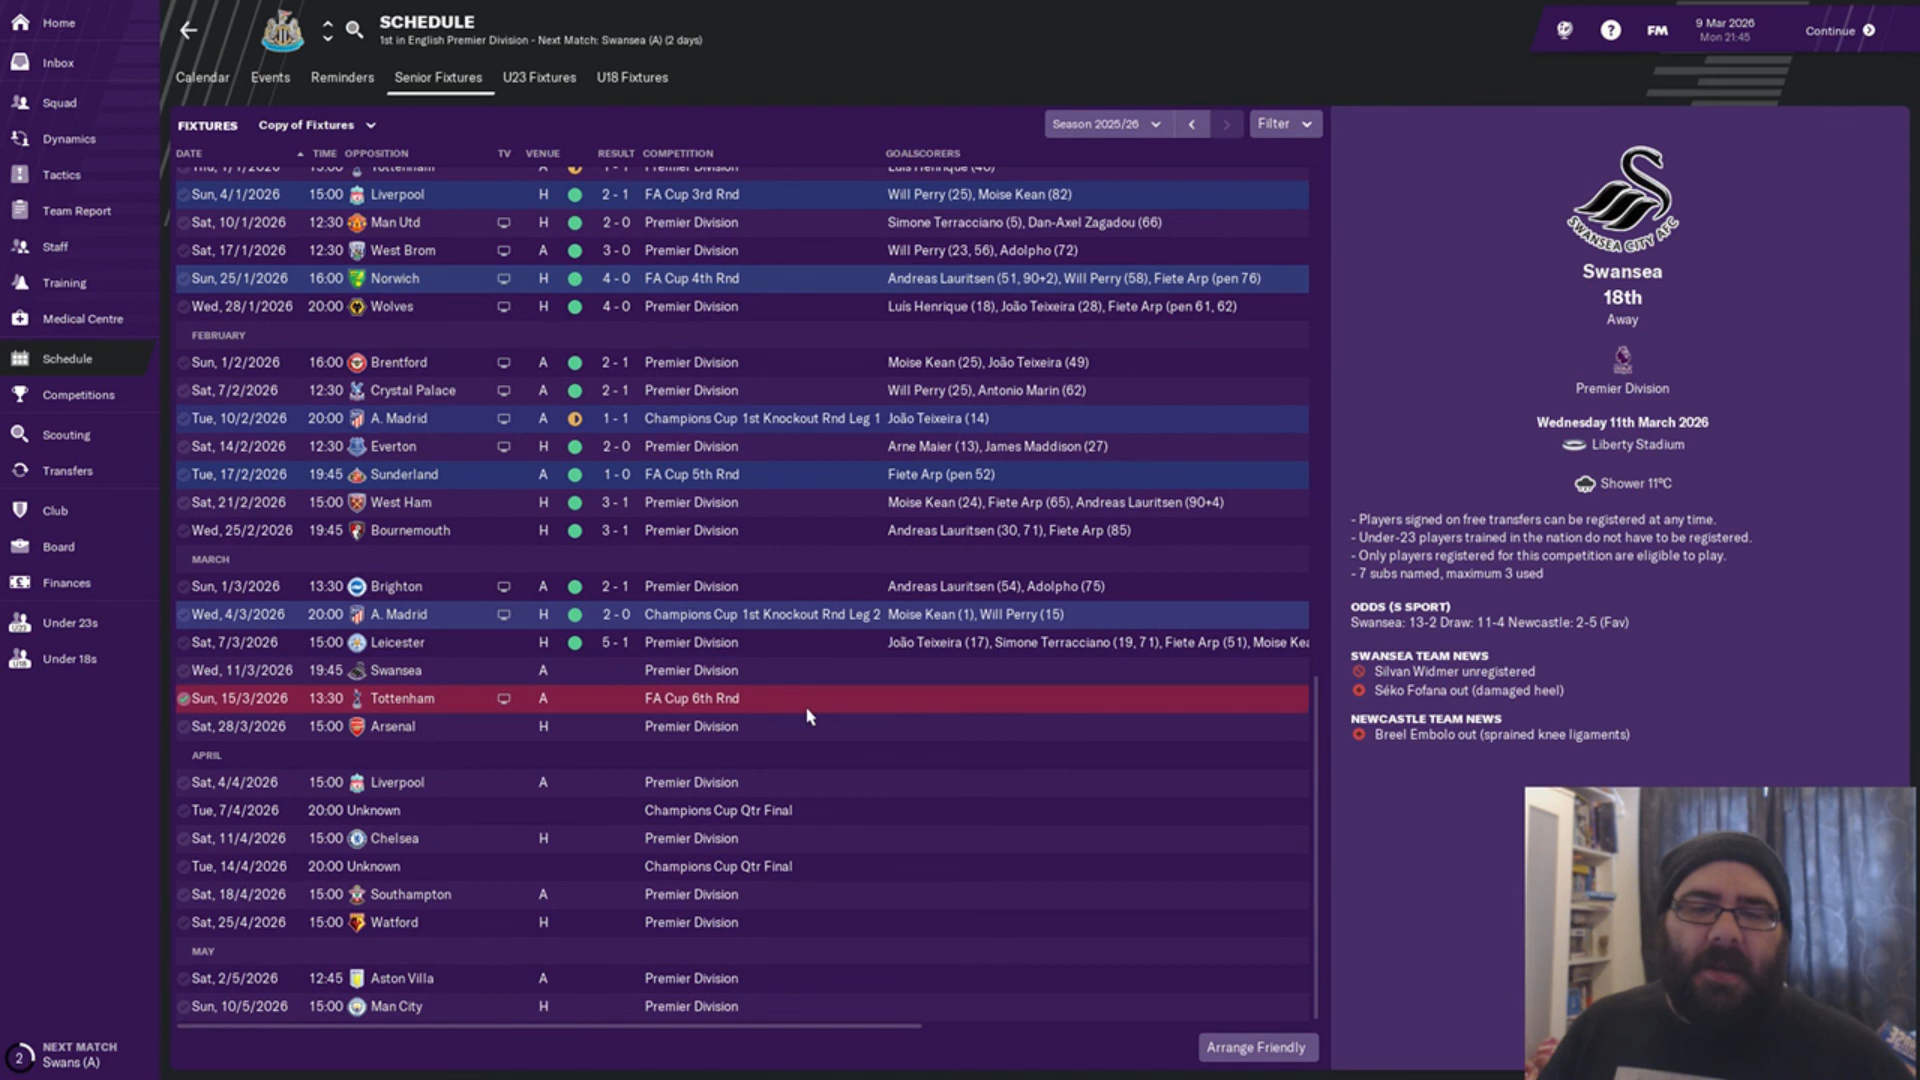 Home
Inbox
Squad
Dynamics
Tactics
Team Report
Staff
Training
Medical Centre
Schedule
Competitions
Scouting
Transfers
Club
Board
Finances
Under 23s
Under 18s
2 NEXT MATCH
Swans (A)
SCHEDULE
1st in English Premier Division - Next Match: Swansea (A) (2 days)
FM
9 Mar 2026
Mon 21:45
Continue
Calendar Events Reminders Senior Fixtures U23 Fixtures U18 Fixtures
FIXTURES Copy of Fixtures Season 2025/26 Filter
DATE TIME OPPOSITION TV VENUE RESULT COMPETITION GOALSCORERS
Thu, 1/1/2026 15:00 Tottenham A 1 - 1 Premier Division
Sun, 4/1/2026 15:00 Liverpool H 2 - 1 FA Cup 3rd Rnd Will Perry (25), Moise Kean (82)
Sat, 10/1/2026 12:30 Man Utd H 2 - 0 Premier Division Simone Terracciano (5), Dan-Axel Zagadou (66)
Sat, 17/1/2026 12:30 West Brom A 3 - 0 Premier Division Will Perry (23, 56), Adolpho (72)
Sun, 25/1/2026 16:00 Norwich H 4 - 0 FA Cup 4th Rnd Andreas Lauritsen (51, 90+2), Will Perry (58), Fiete Arp (pen 76)
Wed, 28/1/2026 20:00 Wolves H 4 - 0 Premier Division Luís Henrique (18), João Teixeira (28), Fiete Arp (pen 61, 62)
FEBRUARY
Sun, 1/2/2026 16:00 Brentford A 2 - 1 Premier Division Moise Kean (25), João Teixeira (49)
Sat, 7/2/2026 12:30 Crystal Palace A 2 - 1 Premier Division Will Perry (25), Antonio Marin (62)
Tue, 10/2/2026 20:00 A. Madrid A 1 - 1 Champions Cup 1st Knockout Rnd Leg 1 João Teixeira (14)
Sat, 14/2/2026 12:30 Everton H 2 - 0 Premier Division Arne Maier (13), James Maddison (27)
Tue, 17/2/2026 19:45 Sunderland A 1 - 0 FA Cup 5th Rnd Fiete Arp (pen 52)
Sat, 21/2/2026 15:00 West Ham H 3 - 1 Premier Division Moise Kean (24), Fiete Arp (65), Andreas Lauritsen (90+4)
Wed, 25/2/2026 19:45 Bournemouth H 3 - 1 Premier Division Andreas Lauritsen (30, 71), Fiete Arp (85)
MARCH
Sun, 1/3/2026 13:30 Brighton A 2 - 1 Premier Division Andreas Lauritsen (54), Adolpho (75)
Wed, 4/3/2026 20:00 A. Madrid H 2 - 0 Champions Cup 1st Knockout Rnd Leg 2 Moise Kean (1), Will Perry (15)
Sat, 7/3/2026 15:00 Leicester H 5 - 1 Premier Division João Teixeira (17), Simone Terracciano (19, 71), Fiete Arp (51), Moise Kea
Wed, 11/3/2026 19:45 Swansea A Premier Division
Sun, 15/3/2026 13:30 Tottenham A FA Cup 6th Rnd
Sat, 28/3/2026 15:00 Arsenal H Premier Division
APRIL
Sat, 4/4/2026 15:00 Liverpool A Premier Division
Tue, 7/4/2026 20:00 Unknown Champions Cup Qtr Final
Sat, 11/4/2026 15:00 Chelsea H Premier Division
Tue, 14/4/2026 20:00 Unknown Champions Cup Qtr Final
Sat, 18/4/2026 15:00 Southampton A Premier Division
Sat, 25/4/2026 15:00 Watford H Premier Division
MAY
Sat, 2/5/2026 12:45 Aston Villa A Premier Division
Sun, 10/5/2026 15:00 Man City H Premier Division
Arrange Friendly
SWANSEA CITY AFC
Swansea
18th
Away
Premier Division
Wednesday 11th March 2026
Liberty Stadium
Shower 11°C
- Players signed on free transfers can be registered at any time.
- Under-23 players trained in the nation do not have to be registered.
- Only players registered for this competition are eligible to play.
- 7 subs named, maximum 3 used
ODDS (S SPORT)
Swansea: 13-2 Draw: 11-4 Newcastle: 2-5 (Fav)
SWANSEA TEAM NEWS
Silvan Widmer unregistered
Séko Fofana out (damaged heel)
NEWCASTLE TEAM NEWS
Breel Embolo out (sprained knee ligaments)